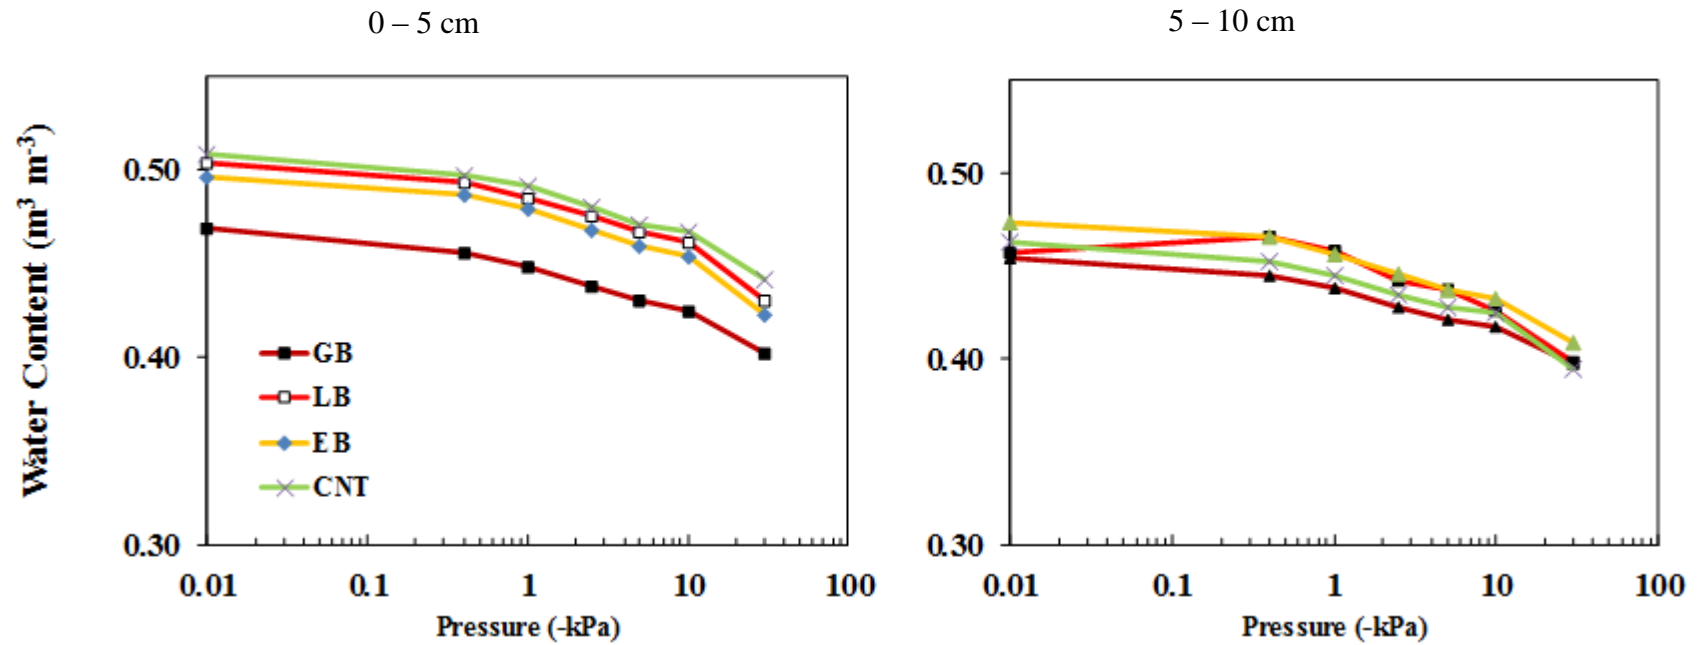 0 – 5 cm
5 – 10 cm
Water Content (m³ m⁻³)
0.50
0.40
0.30
GB
LB
EB
CNT
0.01 0.1 1 10 100
Pressure (-kPa)
0.50
0.40
0.30
0.01 0.1 1 10 100
Pressure (-kPa)